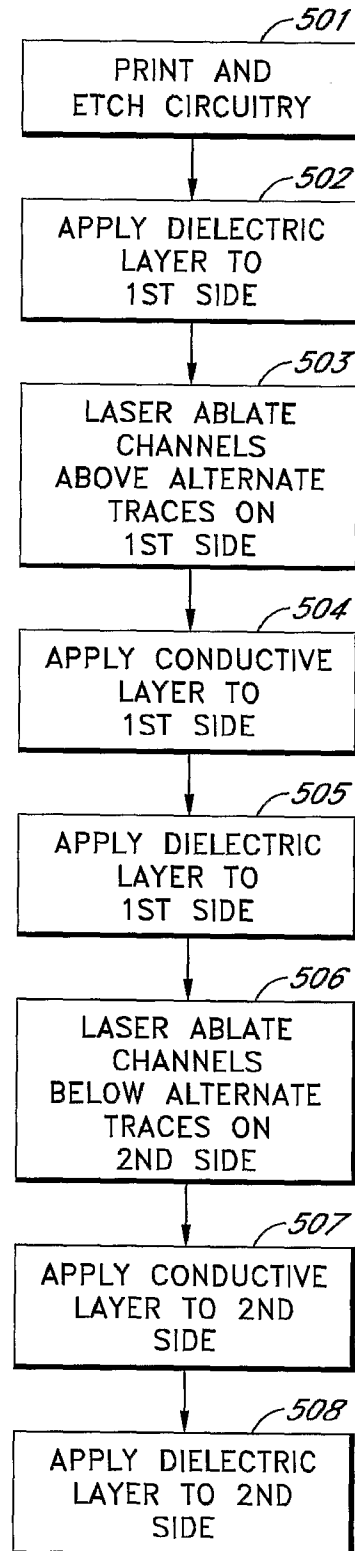 501
PRINT AND
ETCH CIRCUITRY
502
APPLY DIELECTRIC
LAYER TO
1ST SIDE
503
LASER ABLATE
CHANNELS
ABOVE ALTERNATE
TRACES ON
1ST SIDE
504
APPLY CONDUCTIVE
LAYER TO
1ST SIDE
505
APPLY DIELECTRIC
LAYER TO
1ST SIDE
506
LASER ABLATE
CHANNELS
BELOW ALTERNATE
TRACES ON
2ND SIDE
507
APPLY CONDUCTIVE
LAYER TO 2ND
SIDE
508
APPLY DIELECTRIC
LAYER TO 2ND
SIDE